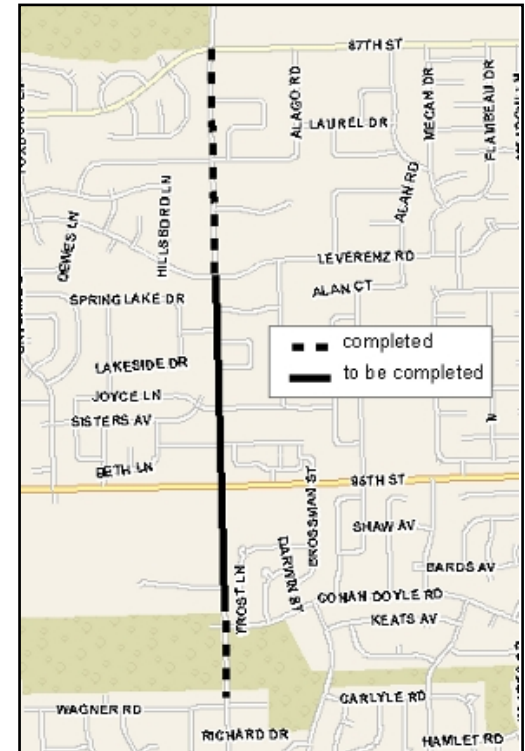 87TH ST
ALAGO RD
LAUREL DR
MECAN DR
FLAMBEAU DR
ALAN RD
HILLSBORO LN
DEWES LN
LEVERENZ RD
ALAN CT
SPRING LAKE DR
completed
to be completed
LAKESIDE DR
JOYCE LN
SISTERS AV
BETH LN
95TH ST
BROSSMAN ST
SHAW AV
DARWIN ST
BARDS AV
FROST LN
CONAN DOYLE RD
KEATS AV
CARLYLE RD
WAGNER RD
RICHARD DR
HAMLET RD